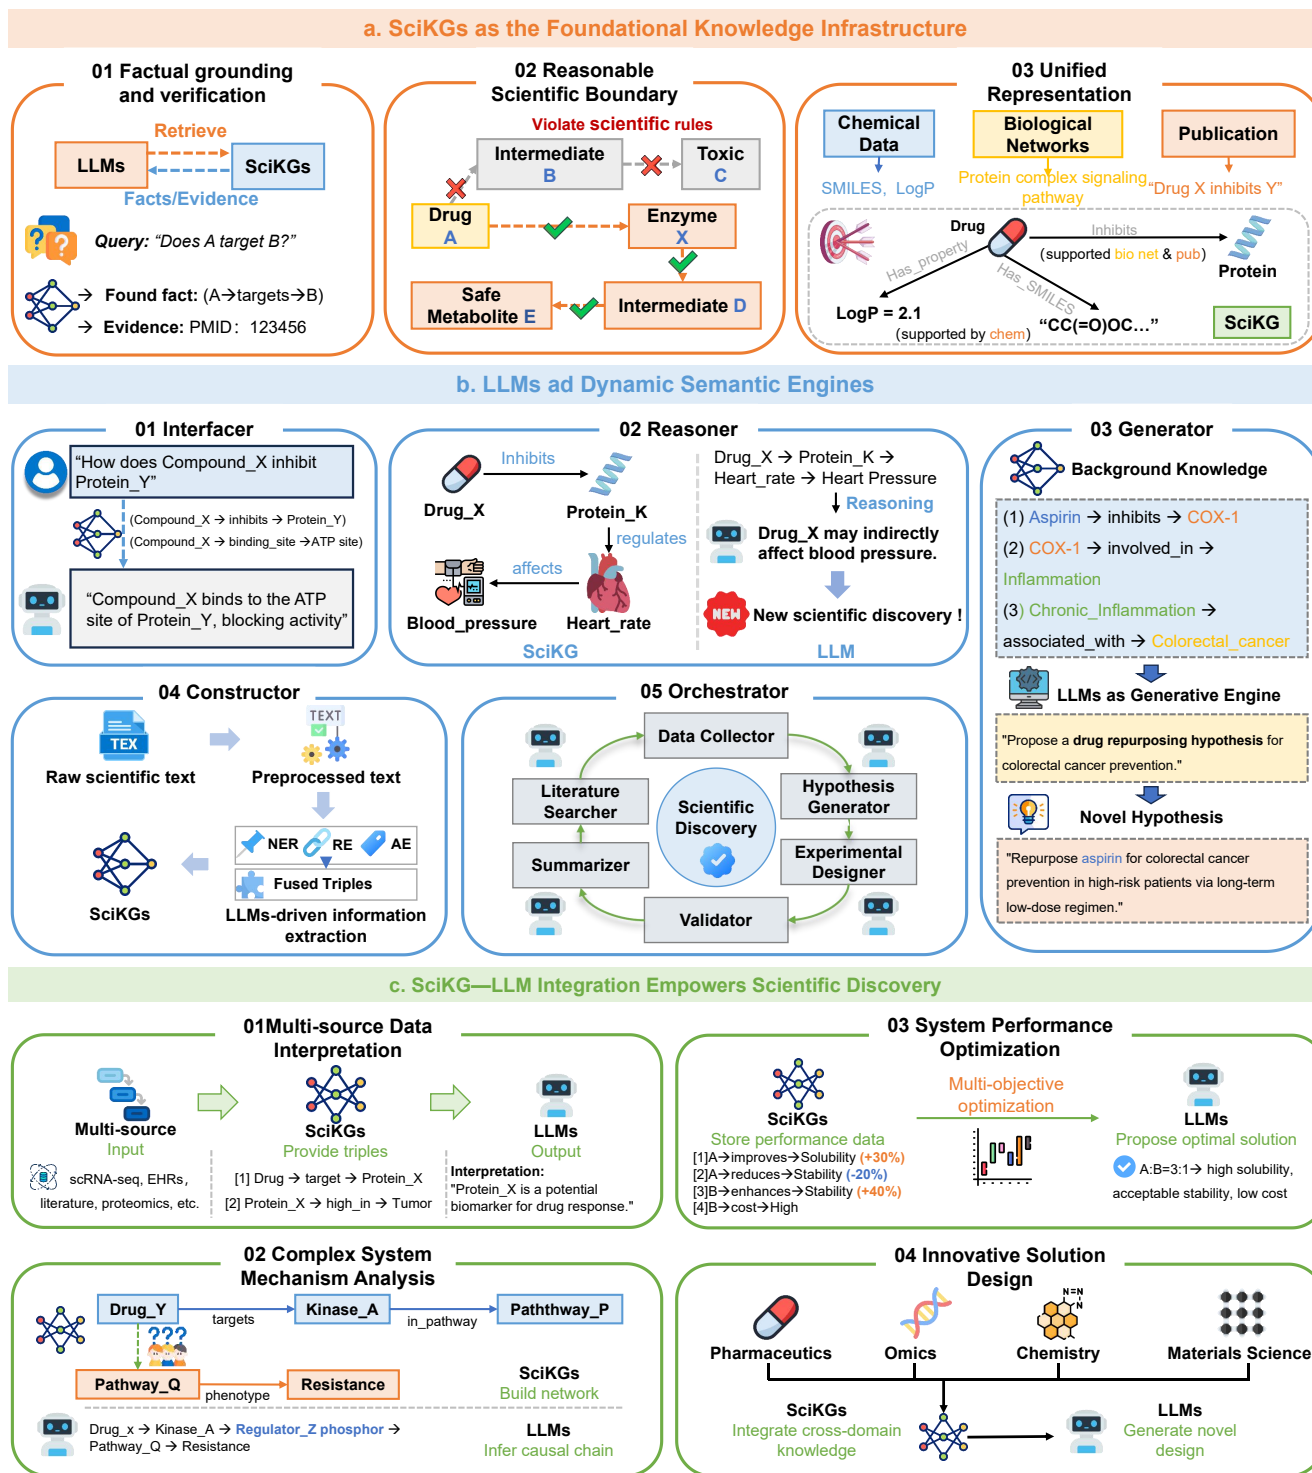 a. SciKGs as the Foundational Knowledge Infrastructure
01 Factual grounding
and verification
Retrieve
LLMs
SciKGs
Facts/Evidence
Query: “Does A target B?”
→ Found fact: (A→targets→B)
→ Evidence: PMID： 123456
02 Reasonable
Scientific Boundary
Violate scientific rules
Intermediate
B
Toxic
C
Drug
A
Enzyme
X
Safe
Metabolite E
Intermediate D
03 Unified
Representation
Chemical
Data
Biological
Networks
Publication
SMILES, LogP
Protein complex signaling
pathway
“Drug X inhibits Y”
Drug
Inhibits
(supported bio net & pub)
Protein
Has_property
Has_SMILES
LogP = 2.1
(supported by chem)
“CC(=O)OC...”
SciKG
b. LLMs ad Dynamic Semantic Engines
01 Interfacer
“How does Compound_X inhibit
Protein_Y”
(Compound_X → inhibits → Protein_Y)
(Compound_X → binding_site →ATP site)
“Compound_X binds to the ATP
site of Protein_Y, blocking activity”
02 Reasoner
Inhibits
Drug_X
Protein_K
regulates
affects
Blood_pressure
Heart_rate
SciKG
Drug_X → Protein_K →
Heart_rate → Heart Pressure
Reasoning
Drug_X may indirectly
affect blood pressure.
NEW
New scientific discovery !
LLM
03 Generator
Background Knowledge
(1) Aspirin → inhibits → COX-1
(2) COX-1 → involved_in →
Inflammation
(3) Chronic_Inflammation →
associated_with → Colorectal_cancer
LLMs as Generative Engine
"Propose a drug repurposing hypothesis for
colorectal cancer prevention."
Novel Hypothesis
"Repurpose aspirin for colorectal cancer
prevention in high-risk patients via long-term
low-dose regimen."
04 Constructor
TEX
TEXT
Raw scientific text
Preprocessed text
NER
RE
AE
Fused Triples
SciKGs
LLMs-driven information
extraction
05 Orchestrator
Data Collector
Literature
Searcher
Hypothesis
Generator
Scientific
Discovery
Summarizer
Experimental
Designer
Validator
c. SciKG—LLM Integration Empowers Scientific Discovery
01Multi-source Data
Interpretation
Multi-source
Input
SciKGs
Provide triples
LLMs
Output
scRNA-seq, EHRs,
literature, proteomics, etc.
[1] Drug → target → Protein_X
[2] Protein_X → high_in → Tumor
Interpretation:
"Protein_X is a potential
biomarker for drug response."
03 System Performance
Optimization
SciKGs
Store performance data
[1]A→improves→Solubility (+30%)
[2]A→reduces→Stability (-20%)
[3]B→enhances→Stability (+40%)
[4]B→cost→High
Multi-objective
optimization
LLMs
Propose optimal solution
A:B=3:1→ high solubility,
acceptable stability, low cost
02 Complex System
Mechanism Analysis
Drug_Y
targets
Kinase_A
in_pathway
Paththway_P
???
Pathway_Q
phenotype
Resistance
SciKGs
Build network
Drug_x → Kinase_A → Regulator_Z phosphor →
Pathway_Q → Resistance
LLMs
Infer causal chain
04 Innovative Solution
Design
N=N
N
Pharmaceutics
Omics
Chemistry
Materials Science
SciKGs
Integrate cross-domain
knowledge
LLMs
Generate novel
design